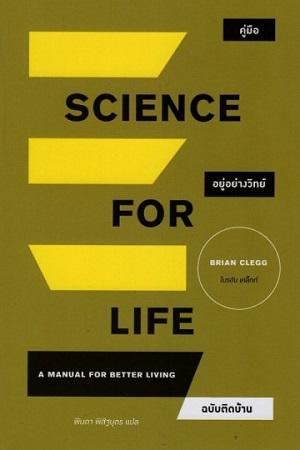 คู่มือ
SCIENCE
อยู่อย่างวิทย์
FOR
BRIAN CLEGG
ไบรอัน เคล็กก์
LIFE
A MANUAL FOR BETTER LIVING
ฉบับติดบ้าน
พินดา พิสิฐบุตร แปล